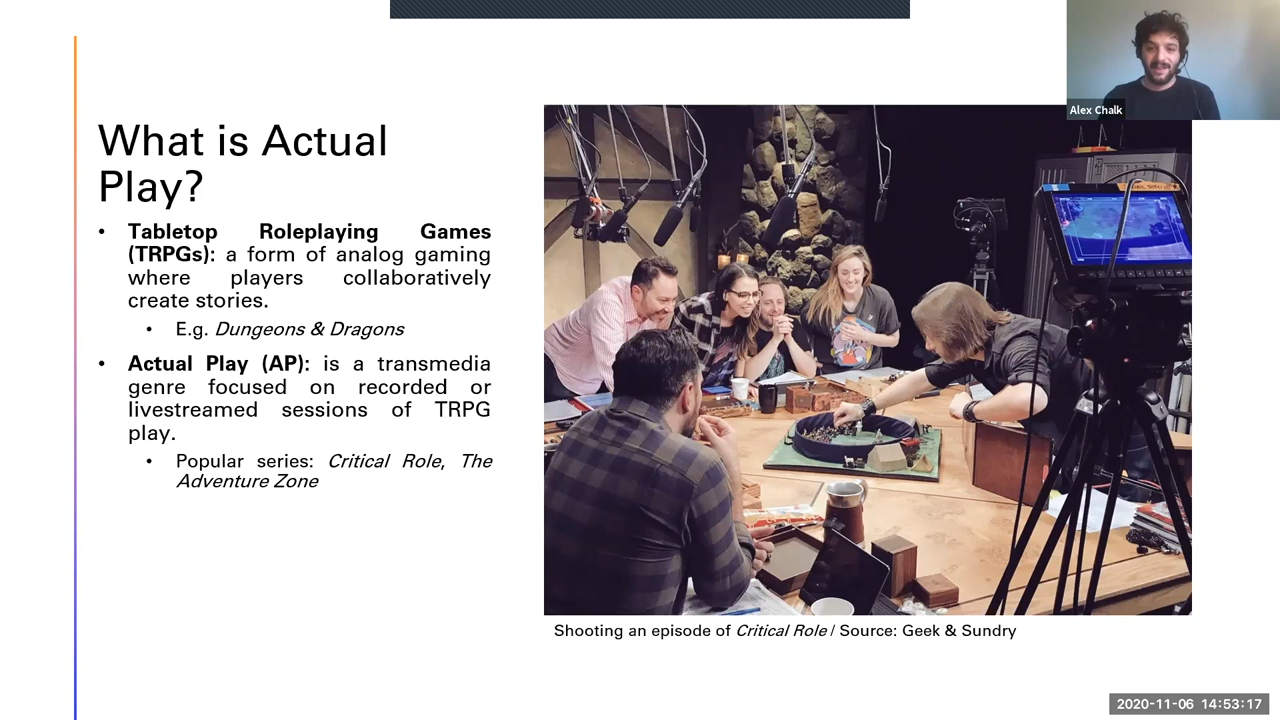 Alex Chalk
What is Actual
Play?
• Tabletop Roleplaying Games
(TRPGs): a form of analog gaming
where players collaboratively
create stories.
• E.g. Dungeons & Dragons
• Actual Play (AP): is a transmedia
genre focused on recorded or
livestreamed sessions of TRPG
play.
• Popular series: Critical Role, The
Adventure Zone
Shooting an episode of Critical Role / Source: Geek & Sundry
2020-11-06 14:53:17